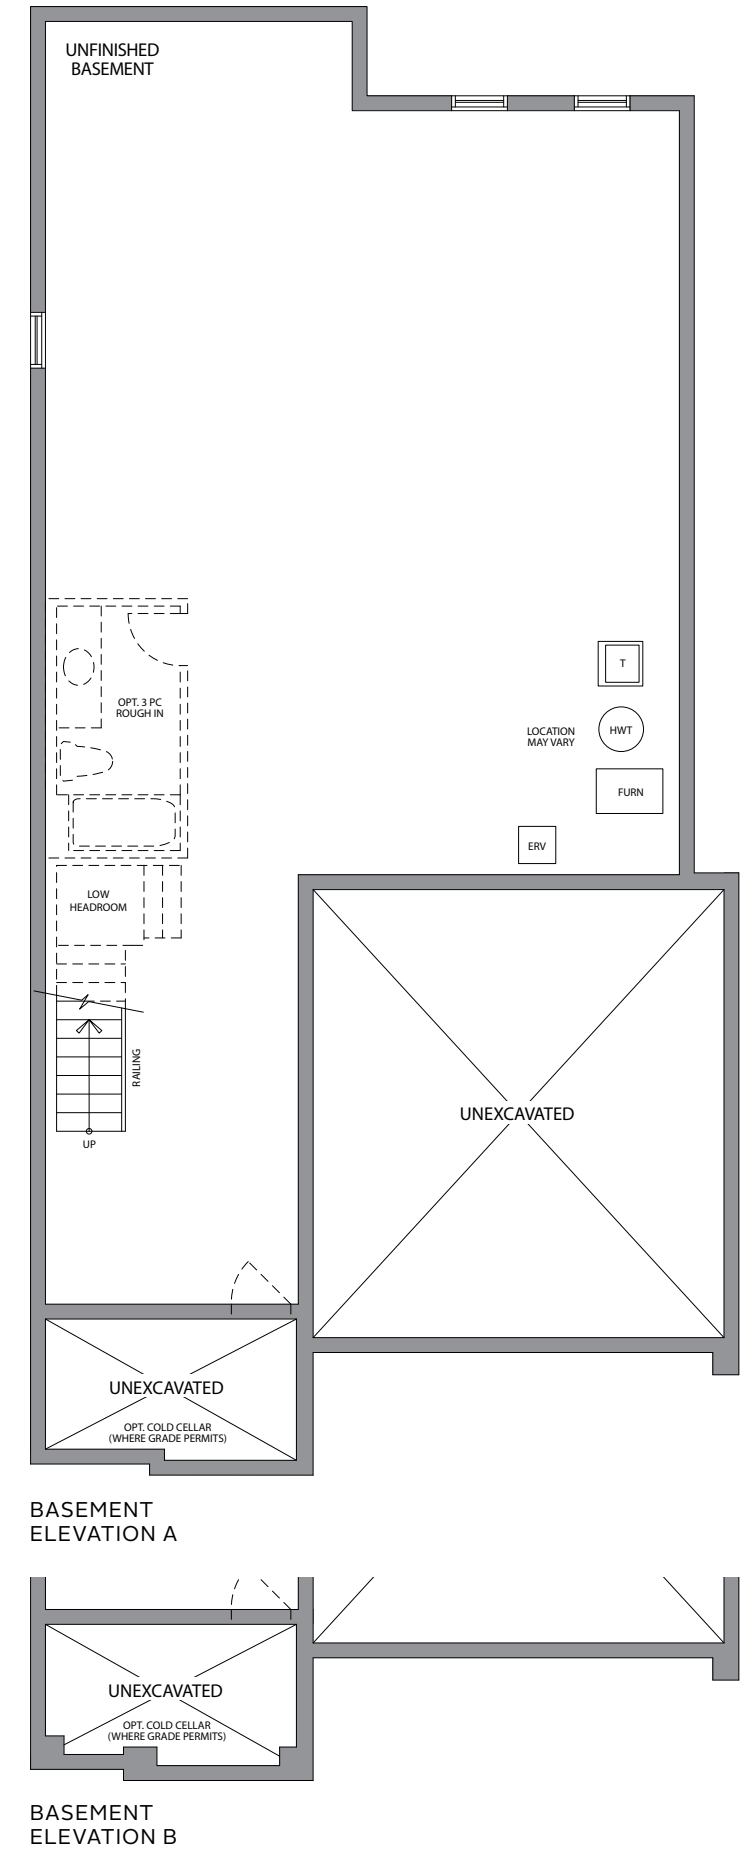 UNFINISHED
BASEMENT
OPT. 3 PC
ROUGH IN
T
LOCATION
MAY VARY
HWT
FURN
ERV
LOW
HEADROOM
RAILING
UP
UNEXCAVATED
UNEXCAVATED
OPT. COLD CELLAR
(WHERE GRADE PERMITS)
BASEMENT
ELEVATION A
UNEXCAVATED
OPT. COLD CELLAR
(WHERE GRADE PERMITS)
BASEMENT
ELEVATION B